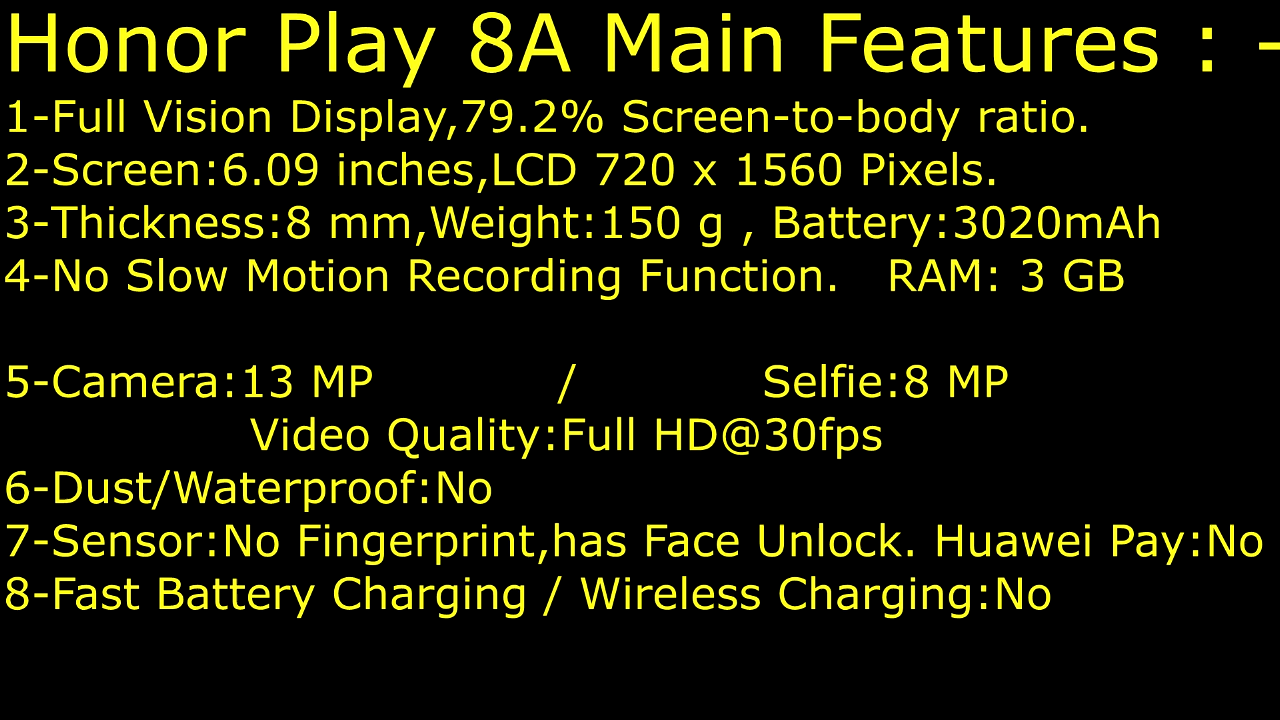 Honor Play 8A Main Features : -
1-Full Vision Display,79.2% Screen-to-body ratio.
2-Screen:6.09 inches,LCD 720 x 1560 Pixels.
3-Thickness:8 mm,Weight:150 g , Battery:3020mAh
4-No Slow Motion Recording Function. RAM: 3 GB
5-Camera:13 MP / Selfie:8 MP
Video Quality:Full HD@30fps
6-Dust/Waterproof:No
7-Sensor:No Fingerprint,has Face Unlock. Huawei Pay:No
8-Fast Battery Charging / Wireless Charging:No